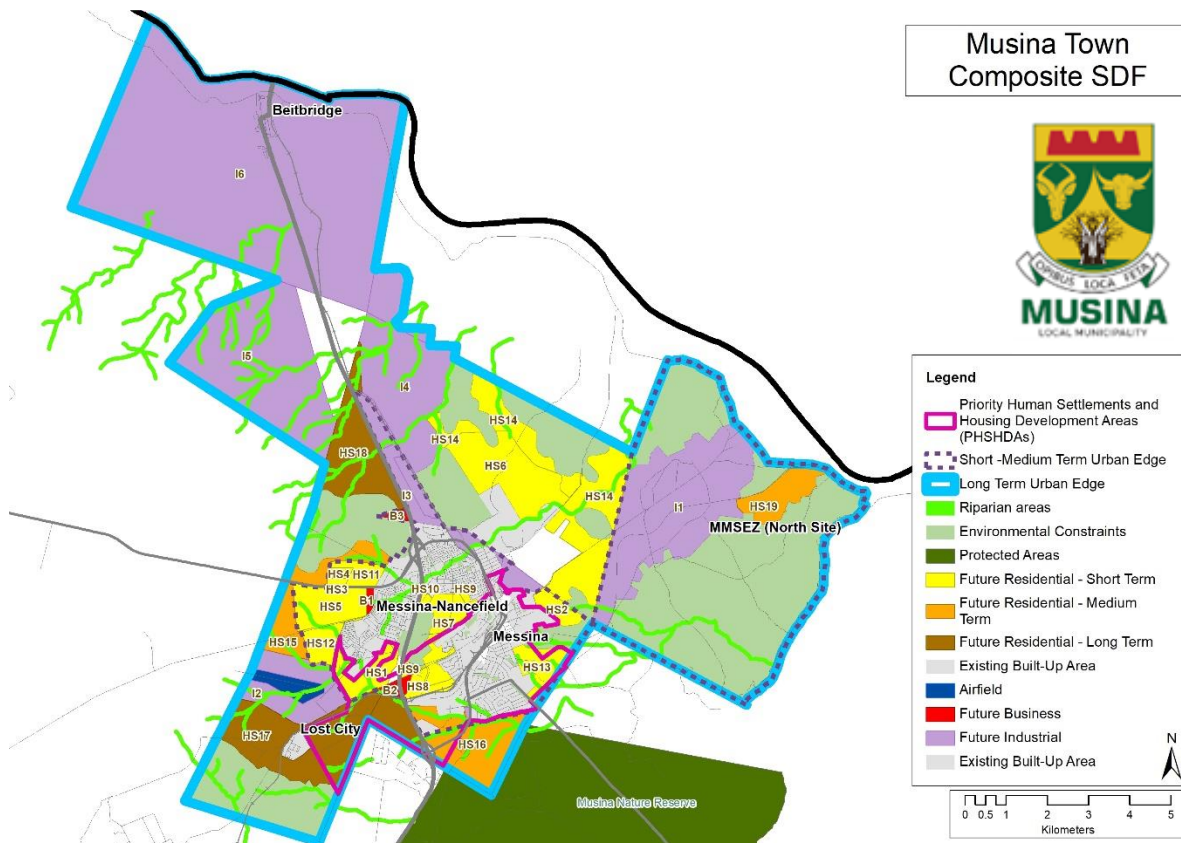 Musina Town
Composite SDF
OPIBUS LOCA FETA
MUSINA
LOCAL MUNICIPALITY
Beitbridge
I6
I5
I4
HS14
HS14
HS6
HS18
HS14
I3
I1
HS19
B3
MMSEZ (North Site)
HS4
HS11
HS3
HS10
HS9
B1
HS5
Messina-Nancefield
HS2
HS7
Messina
HS15
HS12
HS1
HS9
HS13
B2
HS8
I2
Lost City
HS17
HS16
Musina Nature Reserve
Legend
Priority Human Settlements and
Housing Development Areas
(PHSHDAs)
Short -Medium Term Urban Edge
Long Term Urban Edge
Riparian areas
Environmental Constraints
Protected Areas
Future Residential - Short Term
Future Residential - Medium
Term
Future Residential - Long Term
Existing Built-Up Area
Airfield
Future Business
Future Industrial
Existing Built-Up Area
N
0 0.5 1 2 3 4 5
Kilometers